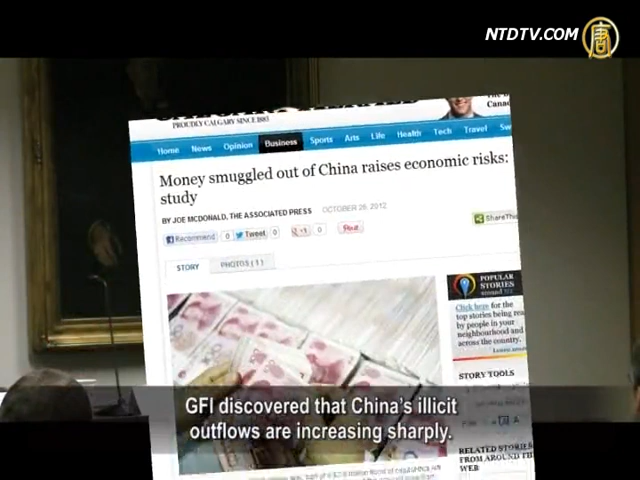 NTDTV.COM
PROUDLY CALGARY SINCE 1883
Home News Opinion Business Sports Arts Life Health Tech Travel
Money smuggled out of China raises economic risks:
study
BY JOE MCDONALD, THE ASSOCIATED PRESS OCTOBER 26, 2012
Recommend 0 Tweet 0 +1 0 Pin it
ShareThis
STORY PHOTOS ( 1 )
POPULAR
STORIES
Click here for the
top stories being read
by people in your
neighbourhood and
across the country.
STORY TOOLS
GFI discovered that China's illicit
outflows are increasing sharply.
RELATED STORIES
FROM AROUND THE
WEB